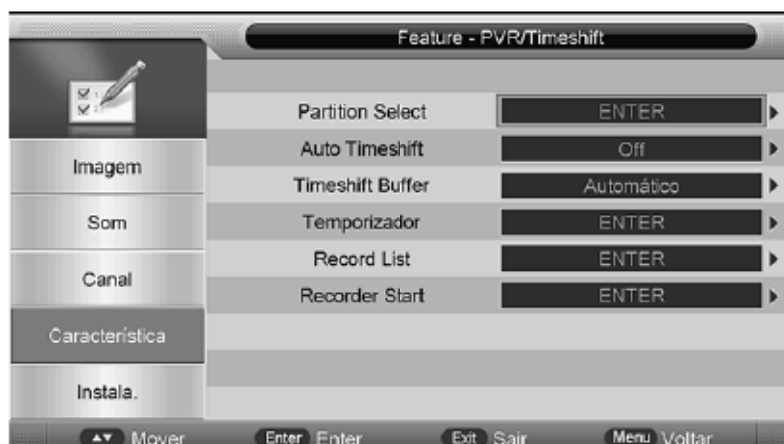 Feature - PVR/Timeshift
Partition Select ENTER
Auto Timeshift Off
Timeshift Buffer Automático
Temporizador ENTER
Record List ENTER
Recorder Start ENTER
Imagem
Som
Canal
Característica
Instala.
Mover Enter Enter Exit Sair Menu Voltar